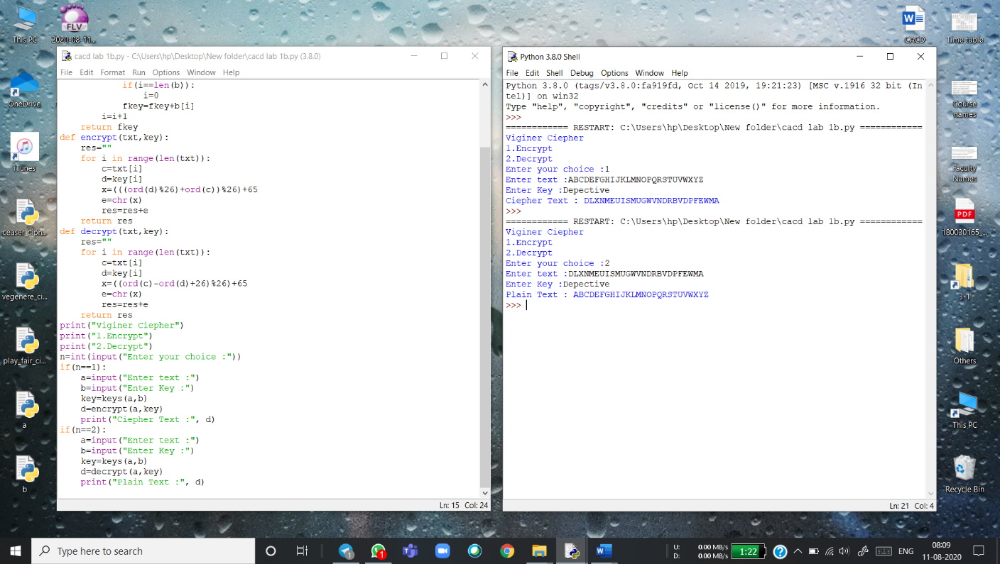 This PC
2020-08-11...
OneDrive
iTunes
ceaser_ciph...
vegenere_ci...
play_fair_ci...
a
b
cacd lab 1b.py - C:\Users\hp\Desktop\New folder\cacd lab 1b.py (3.8.0)
File Edit Format Run Options Window Help
            if(i==len(b)):
                i=0
            fkey=fkey+b[i]
        i=i+1
    return fkey
def encrypt(txt,key):
    res=""
    for i in range(len(txt)):
        c=txt[i]
        d=key[i]
        x=(((ord(d)%26)+ord(c))%26)+65
        e=chr(x)
        res=res+e
    return res
def decrypt(txt,key):
    res=""
    for i in range(len(txt)):
        c=txt[i]
        d=key[i]
        x=((ord(c)-ord(d)+26)%26)+65
        e=chr(x)
        res=res+e
    return res
print("Viginer Ciepher")
print("1.Encrypt")
print("2.Decrypt")
n=int(input("Enter your choice :"))
if(n==1):
    a=input("Enter text :")
    b=input("Enter Key :")
    key=keys(a,b)
    d=encrypt(a,key)
    print("Ciepher Text :", d)
if(n==2):
    a=input("Enter text :")
    b=input("Enter Key :")
    key=keys(a,b)
    d=decrypt(a,key)
    print("Plain Text :", d)
Ln: 15 Col: 24
Python 3.8.0 Shell
File Edit Shell Debug Options Window Help
Python 3.8.0 (tags/v3.8.0:fa919fd, Oct 14 2019, 19:21:23) [MSC v.1916 32 bit (In
tel)] on win32
Type "help", "copyright", "credits" or "license()" for more information.
>>>
============ RESTART: C:\Users\hp\Desktop\New folder\cacd lab 1b.py ============
Viginer Ciepher
1.Encrypt
2.Decrypt
Enter your choice :1
Enter text :ABCDEFGHIJKLMNOPQRSTUVWXYZ
Enter Key :Depective
Ciepher Text : DLXNMEUISMUGWVNDRBVDPFEWMA
>>>
============ RESTART: C:\Users\hp\Desktop\New folder\cacd lab 1b.py ============
Viginer Ciepher
1.Encrypt
2.Decrypt
Enter your choice :2
Enter text :DLXNMEUISMUGWVNDRBVDPFEWMA
Enter Key :Depective
Plain Text : ABCDEFGHIJKLMNOPQRSTUVWXYZ
>>>
Ln: 21 Col: 4
FLV
CACD
Time table
Course names
Faculty Names
PDF
180030165_...
3-1
Others
This PC
Recycle Bin
Type here to search
1
1
U: 0.00 MB/s
D: 0.00 MB/s
1:22
ENG
08:09
11-08-2020